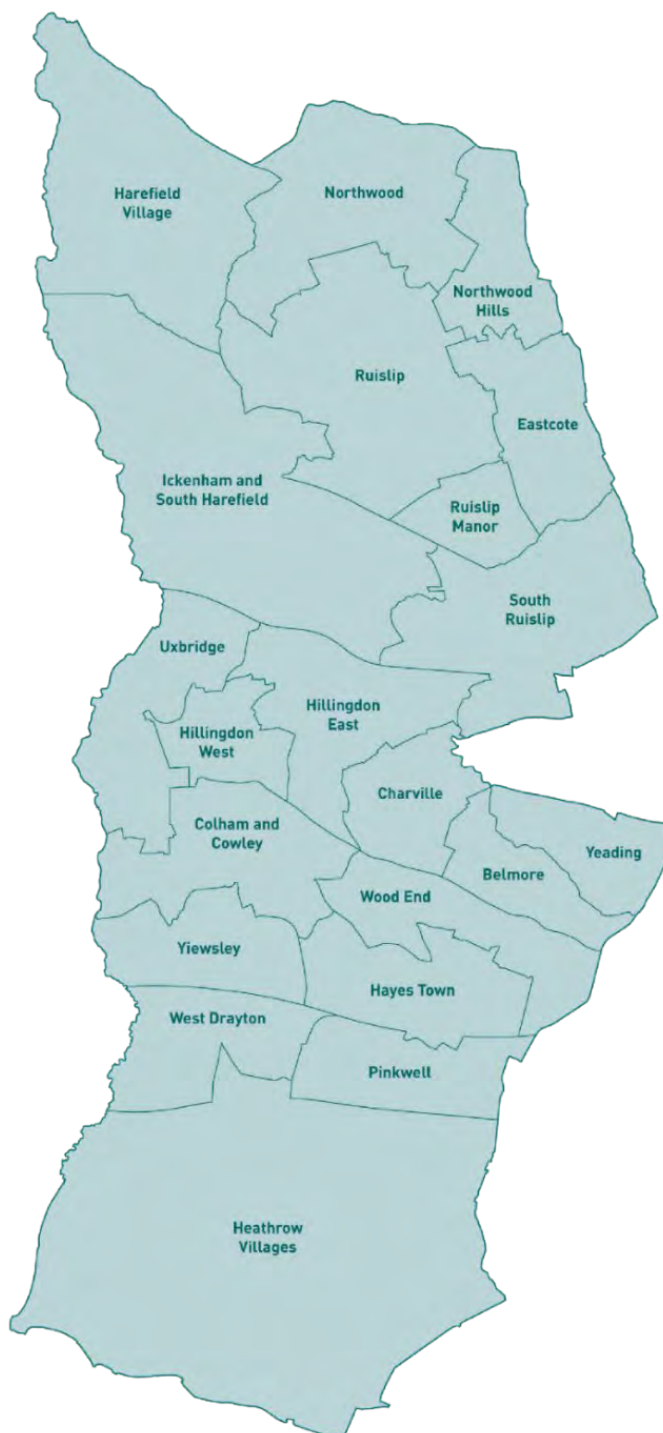 Harefield
Village
Northwood
Northwood
Hills
Ruislip
Eastcote
Ickenham and
South Harefield
Ruislip
Manor
South
Ruislip
Uxbridge
Hillingdon
East
Hillingdon
West
Charville
Colham and
Cowley
Yeading
Belmore
Wood End
Yiewsley
Hayes Town
West Drayton
Pinkwell
Heathrow
Villages